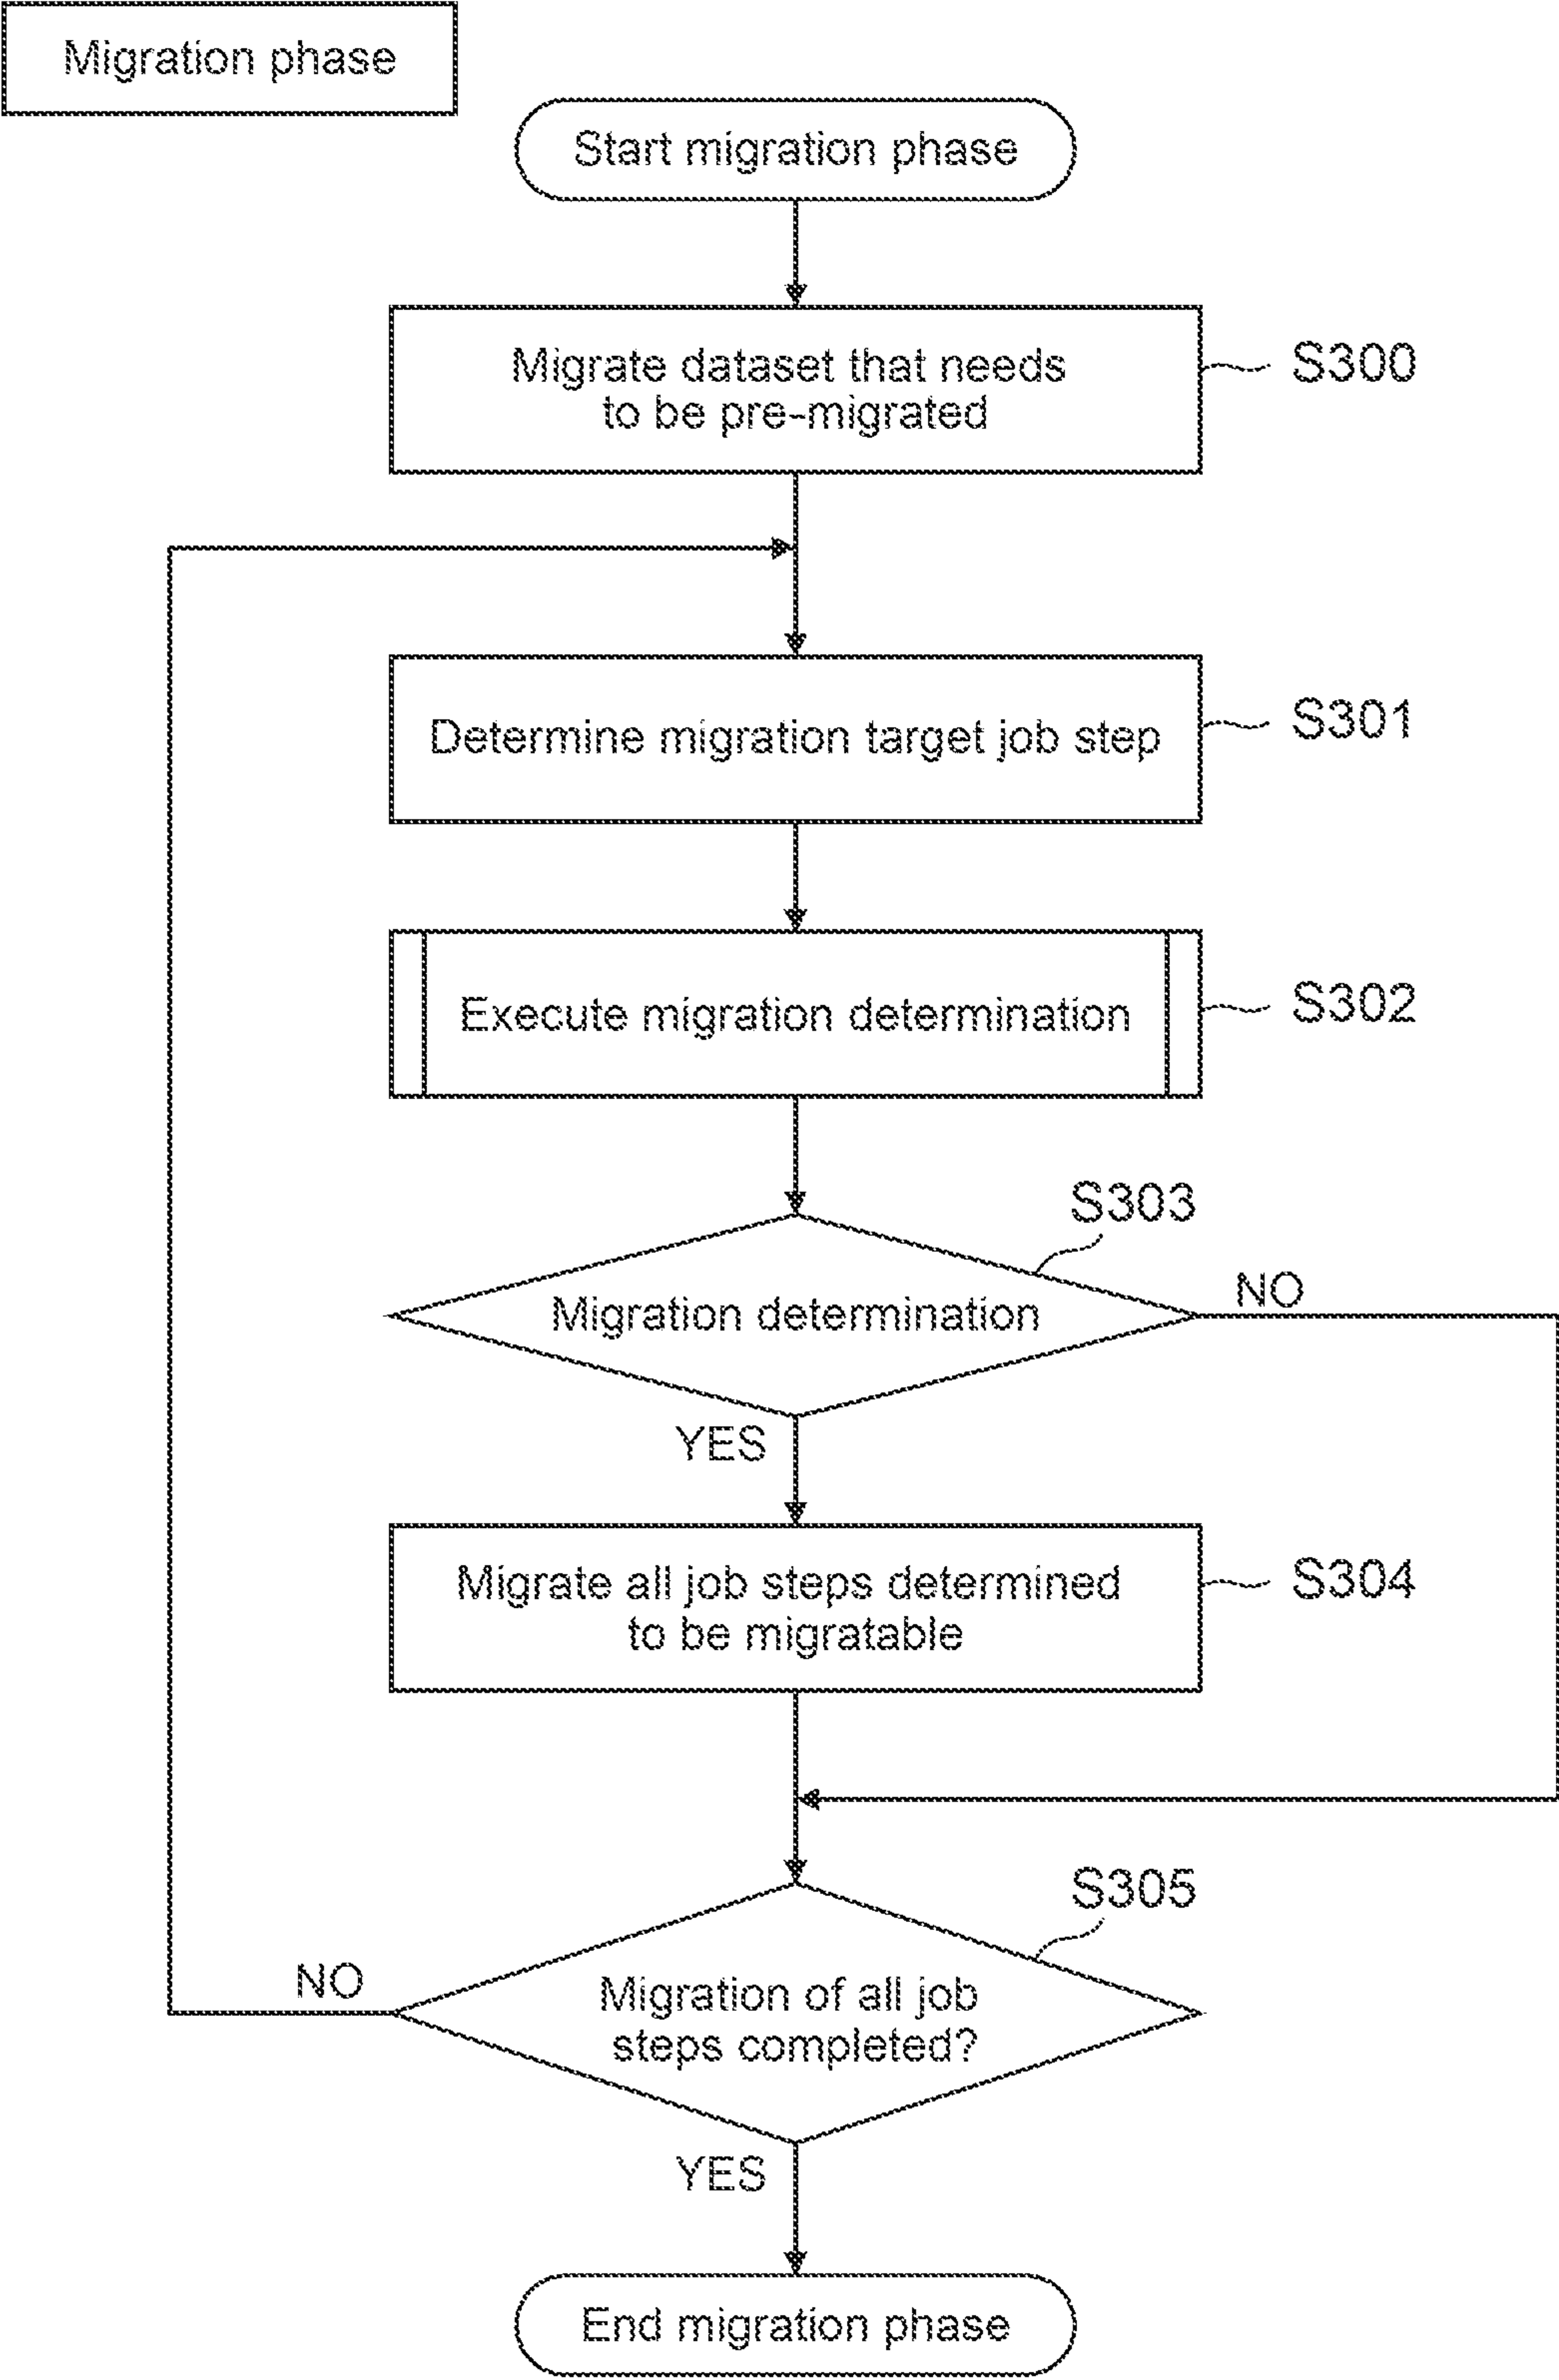 Migration phase
Start migration phase
Migrate dataset that needs
to be pre-migrated
S300
Determine migration target job step
S301
Execute migration determination
S302
S303
Migration determination
NO
YES
Migrate all job steps determined
to be migratable
S304
S305
NO
Migration of all job
steps completed?
YES
End migration phase